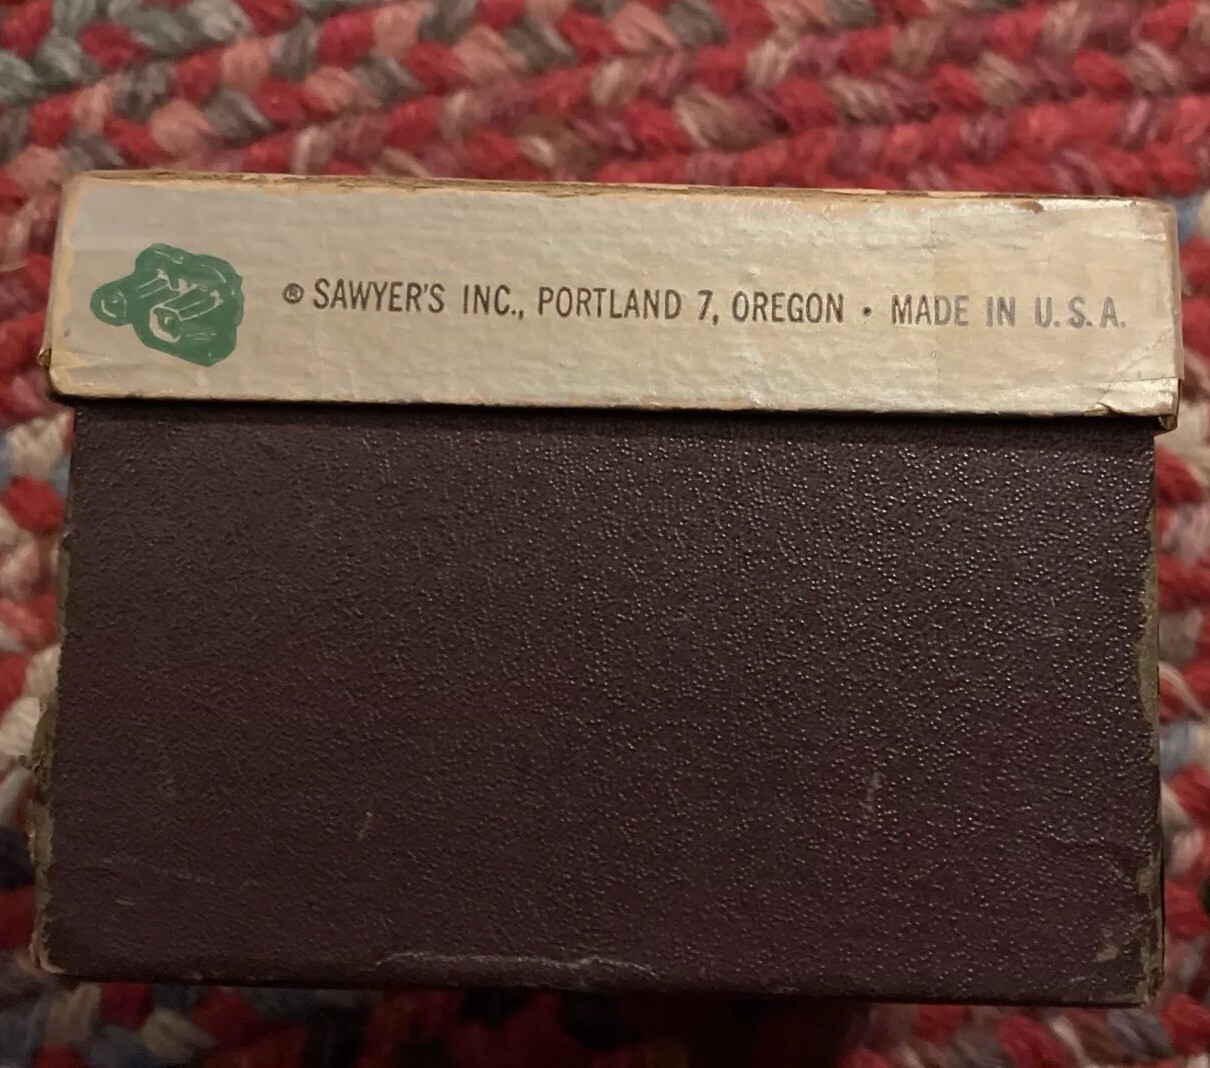 ® SAWYER'S INC., PORTLAND 7, OREGON • MADE IN U.S.A.